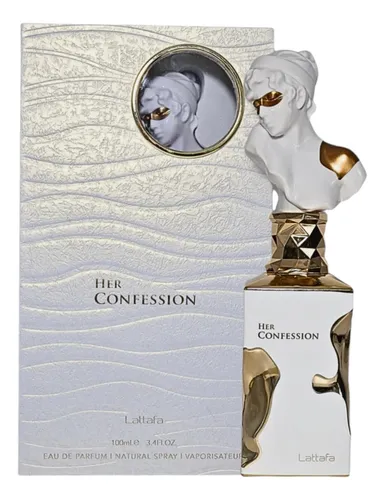 HER
CONFESSION
Lattafa
100ml ℮ 3.4FL.OZ.
EAU DE PARFUM I NATURAL SPRAY I VAPORISATEUR
HER
CONFESSION
Lattafa